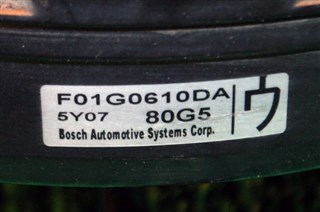 F01G0610DA
5Y07 80G5
Bosch Automotive Systems Corp.
ウ